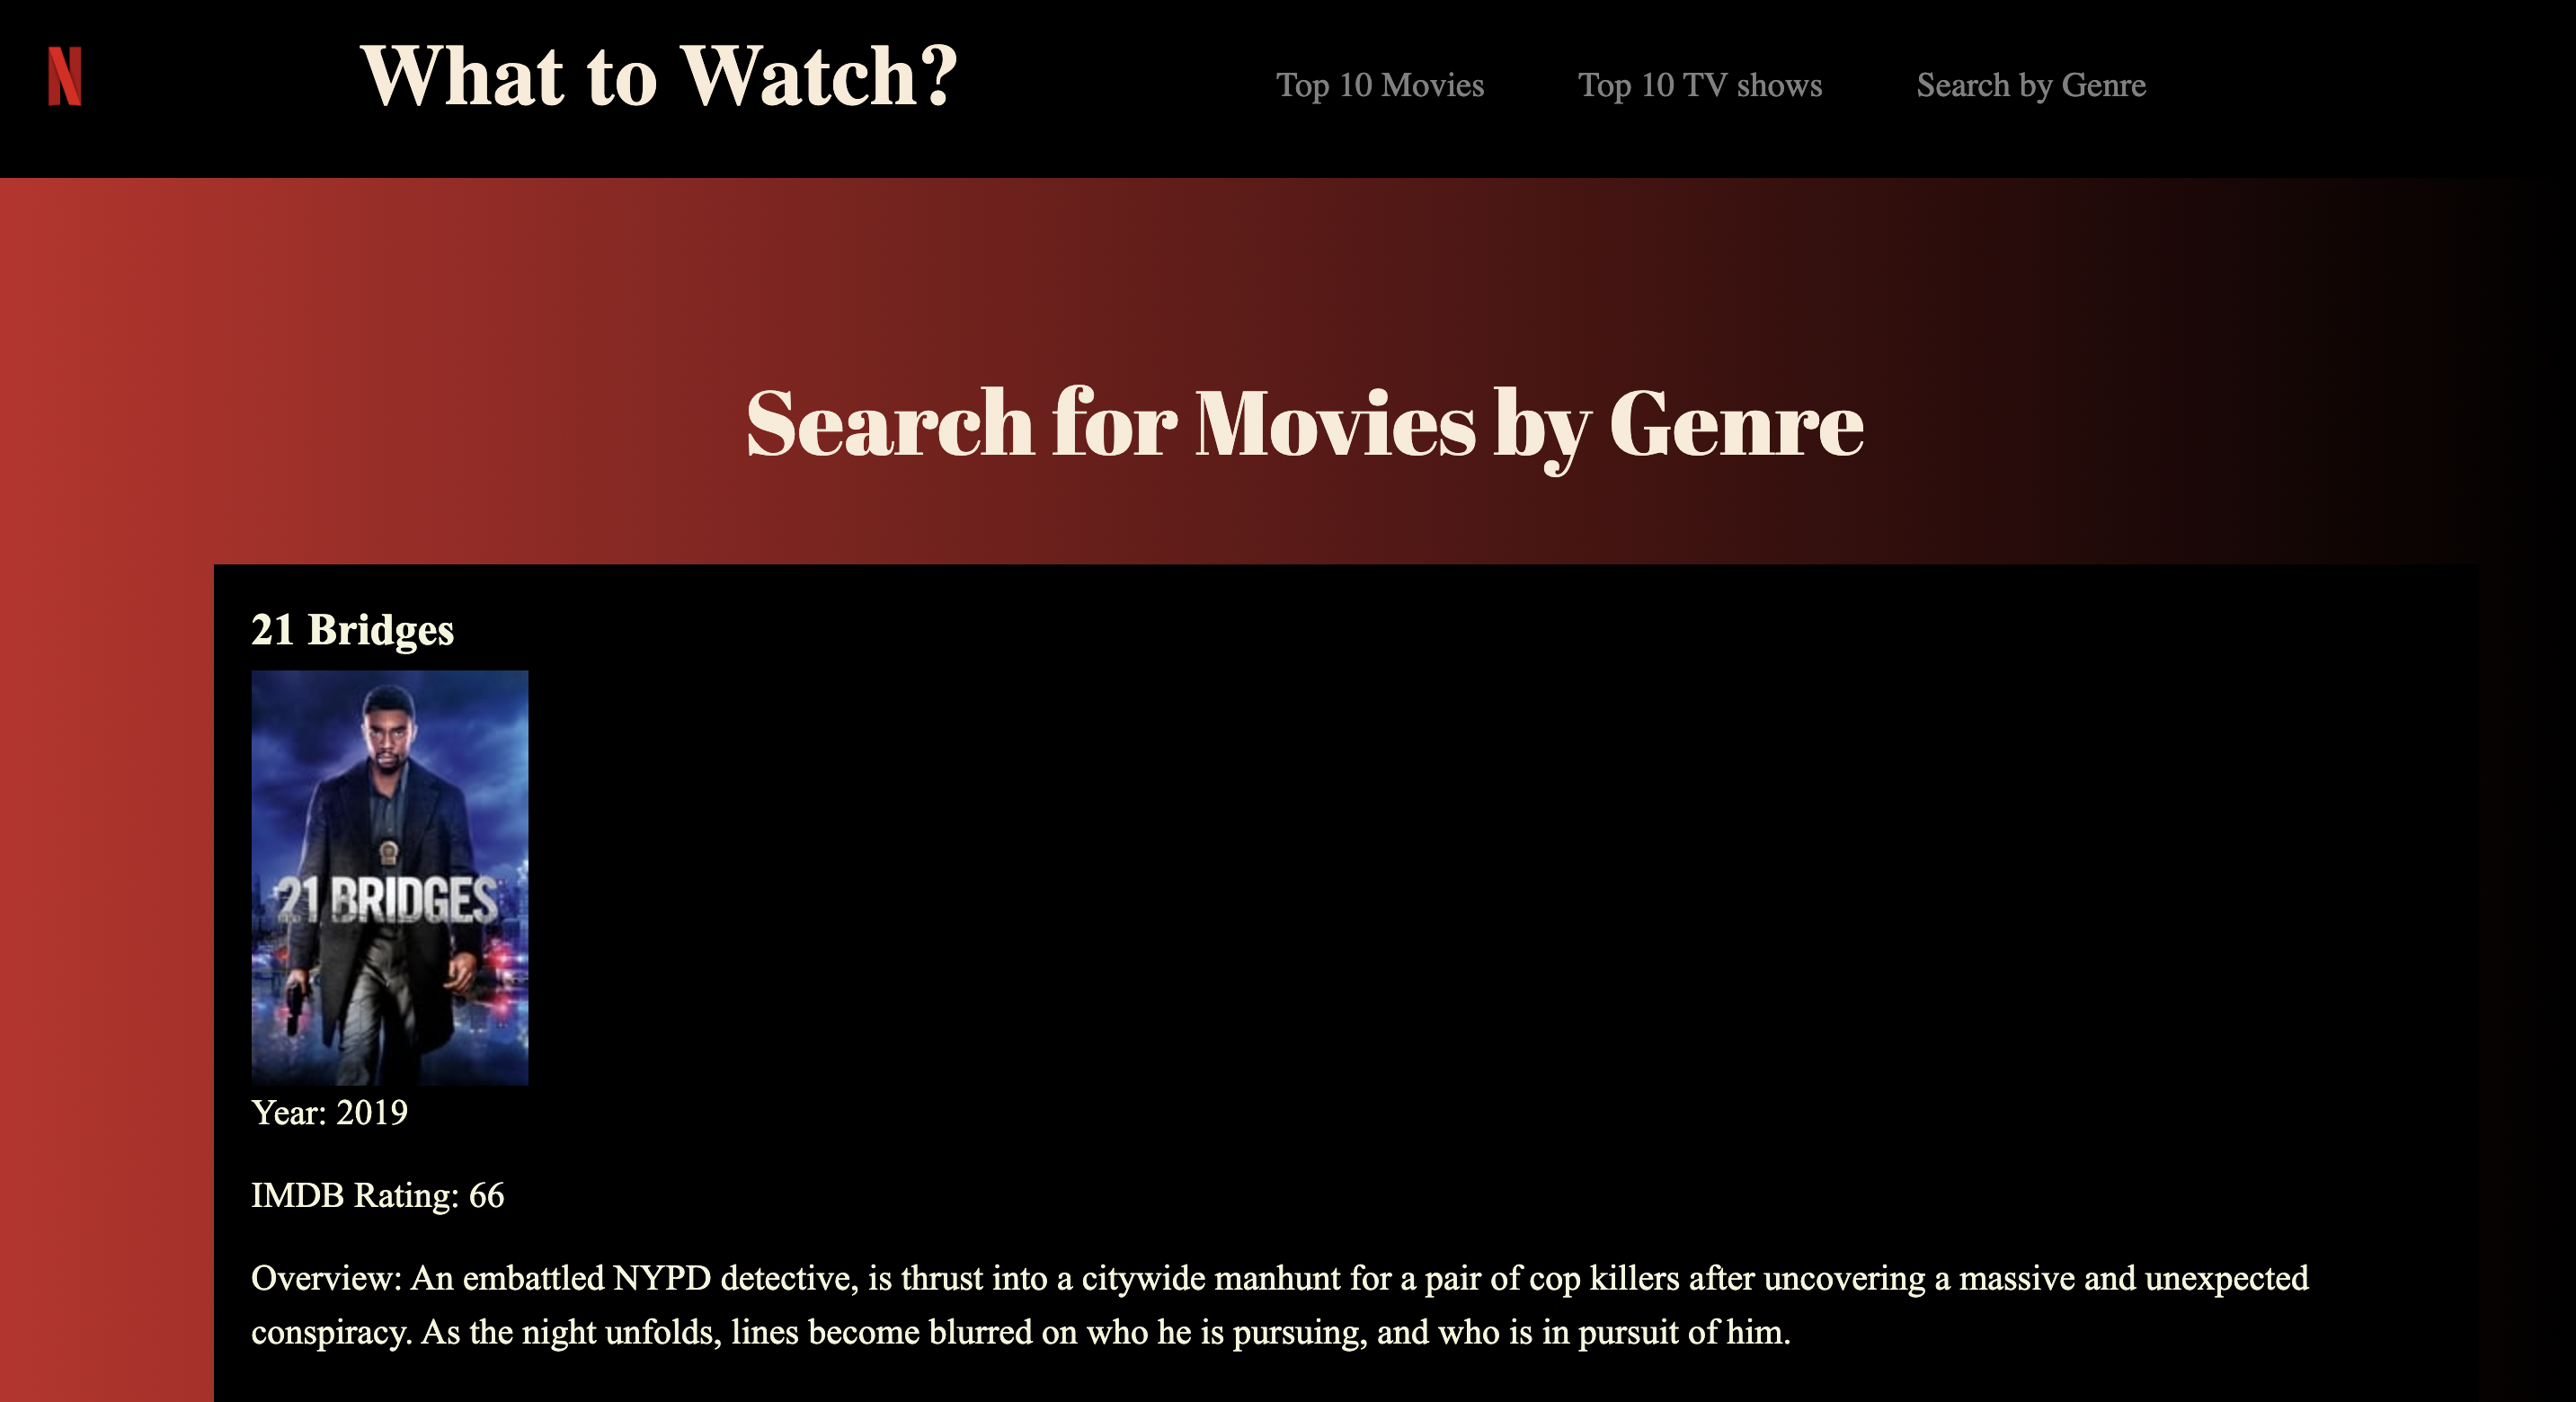 N
What to Watch?
Top 10 Movies
Top 10 TV shows
Search by Genre
Search for Movies by Genre
21 Bridges
21 BRIDGES
Year: 2019
IMDB Rating: 66
Overview: An embattled NYPD detective, is thrust into a citywide manhunt for a pair of cop killers after uncovering a massive and unexpected
conspiracy. As the night unfolds, lines become blurred on who he is pursuing, and who is in pursuit of him.